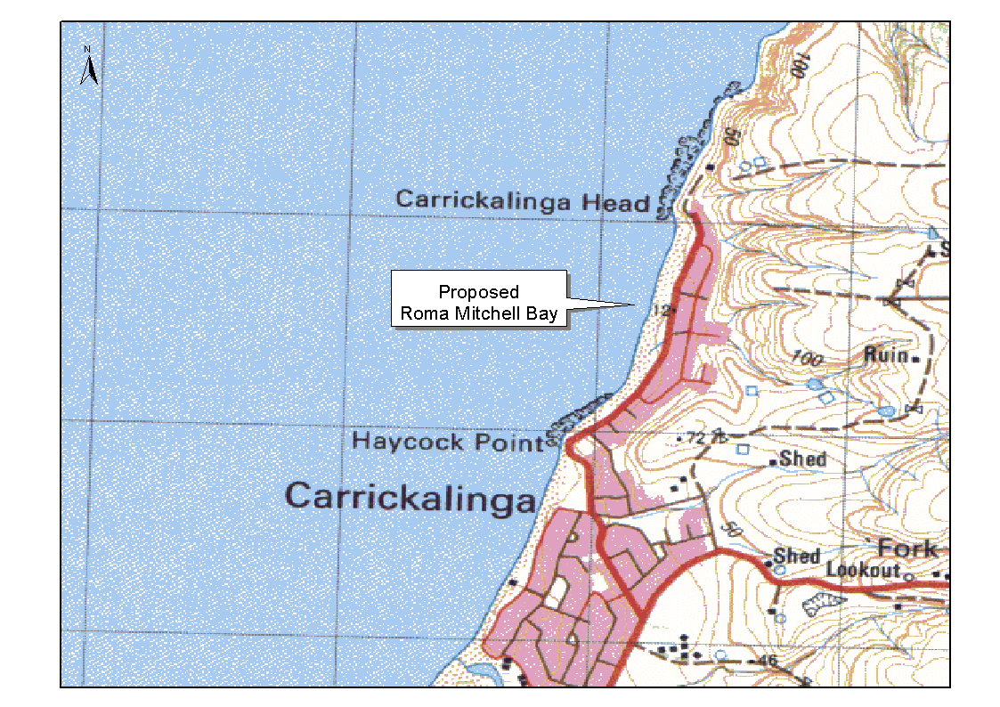 N
100
50
Carrickalinga Head
S
Proposed
Roma Mitchell Bay
12
Ruin
100
Haycock Point
72
Shed
Carrickalinga
50
Shed
Fork
Lookout
46